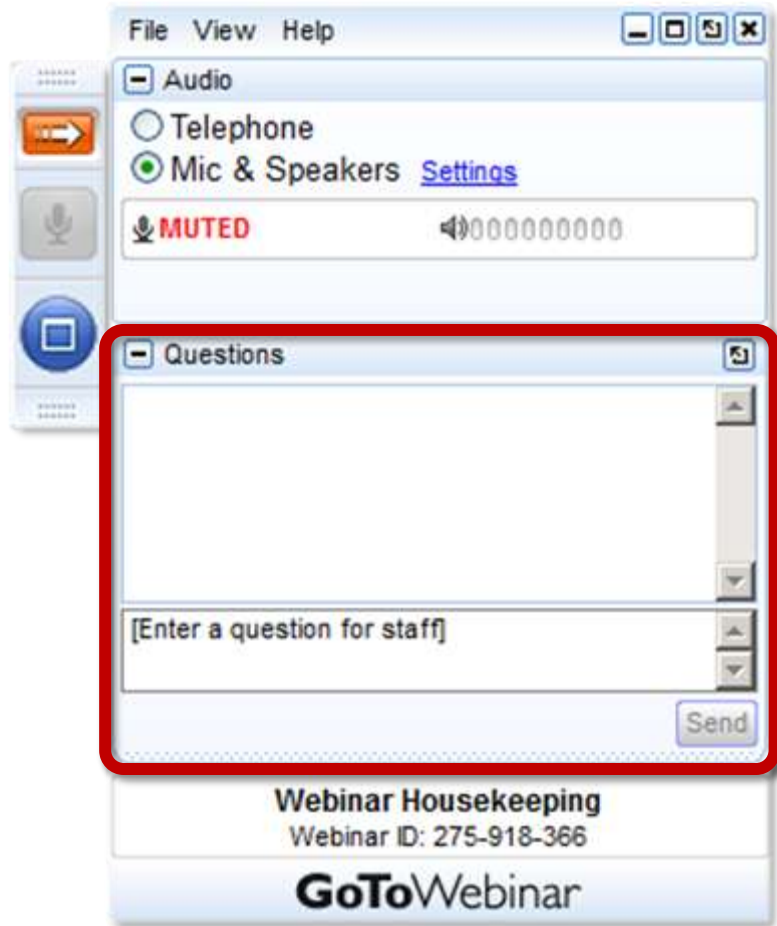 File View Help
Audio
Telephone
Mic & Speakers Settings
MUTED 000000000
Questions
[Enter a question for staff]
Send
Webinar Housekeeping
Webinar ID: 275-918-366
GoToWebinar